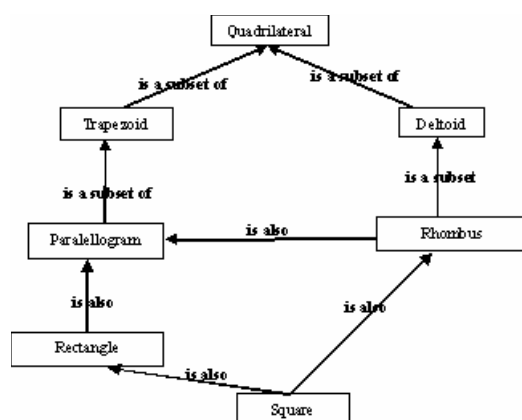 Quadrilateral
is a subset of
is a subset of
Trapezoid
Deltoid
is a subset of
is a subset
Paralellogram
is also
Rhombus
is also
is also
Rectangle
is also
Square